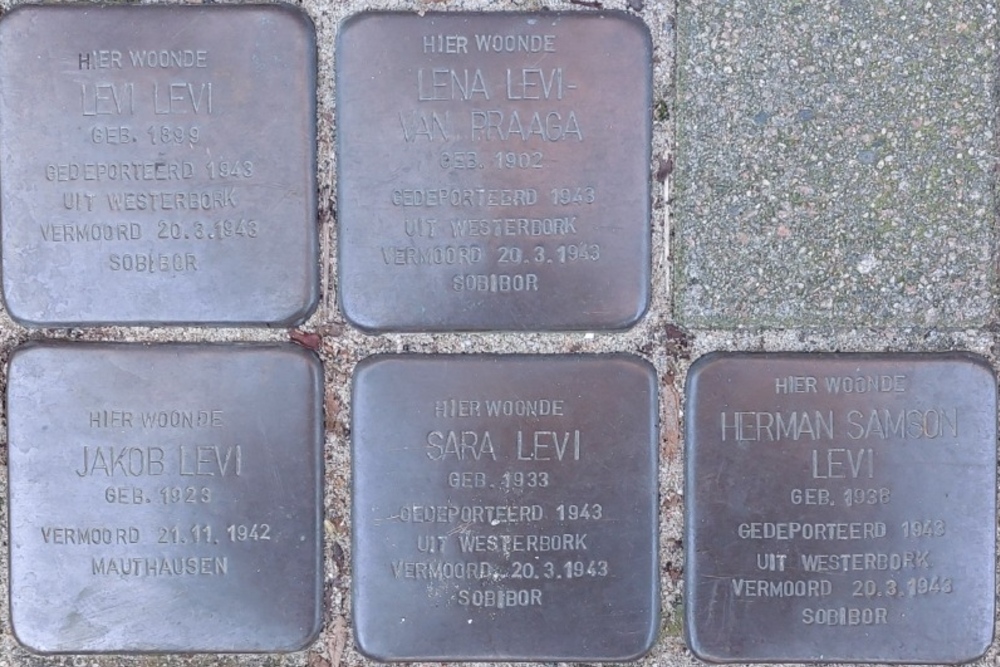 HIER WOONDE
LEVI LEVI
GEB. 1899
GEDEPORTEERD 1943
UIT WESTERBORK
VERMOORD 20.3.1943
SOBIBOR
HIER WOONDE
LENA LEVI-
VAN PRAAGA
GEB. 1902
GEDEPORTEERD 1943
UIT WESTERBORK
VERMOORD 20.3.1943
SOBIBOR
HIER WOONDE
JAKOB LEVI
GEB. 1923
VERMOORD 21.11.1942
MAUTHAUSEN
HIER WOONDE
SARA LEVI
GEB. 1933
GEDEPORTEERD 1943
UIT WESTERBORK
VERMOORD 20.3.1943
SOBIBOR
HIER WOONDE
HERMAN SAMSON
LEVI
GEB. 1938
GEDEPORTEERD 1943
UIT WESTERBORK
VERMOORD 20.3.1943
SOBIBOR